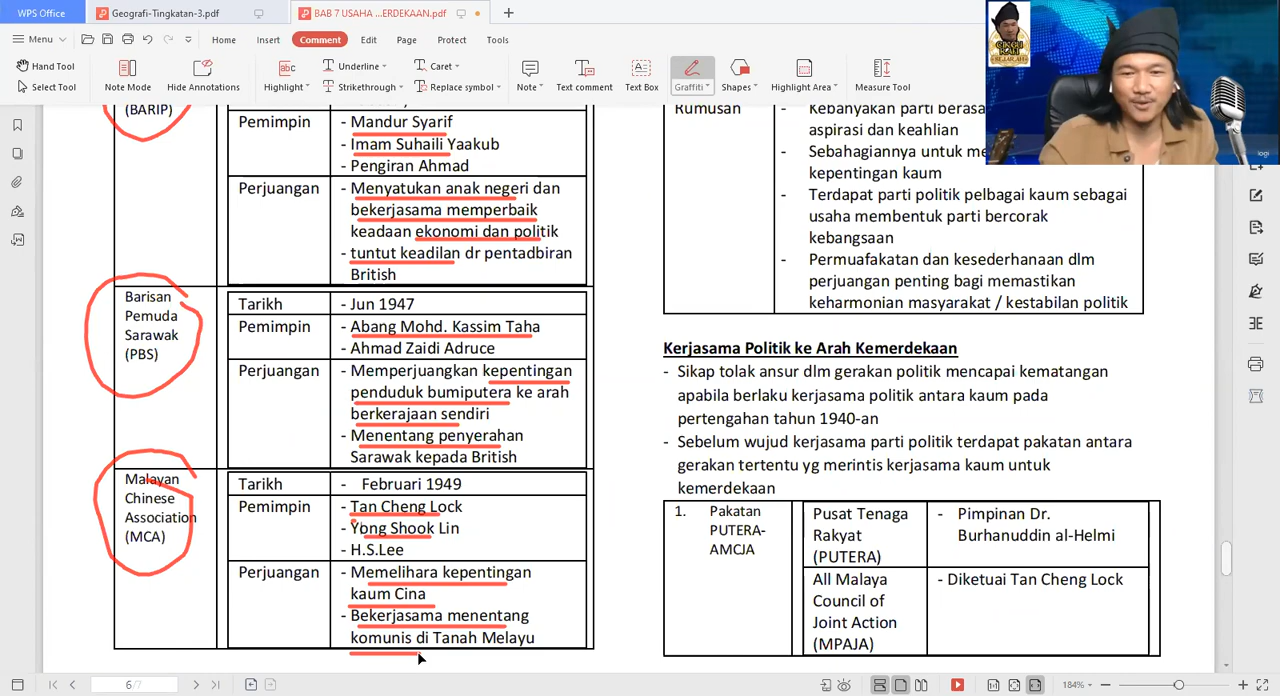 WPS Office
Geografi-Tingkatan-3.pdf
BAB 7 USAHA ...ERDEKAAN.pdf
Menu
Home
Insert
Comment
Edit
Page
Protect
Tools
Hand Tool
Select Tool
Note Mode
Hide Annotations
Highlight
Underline
Strikethrough
Caret
Replace symbol
Note
Text comment
Text Box
Graffiti
Shapes
Highlight Area
Measure Tool
(BARIP)
Pemimpin
- Mandur Syarif
- Imam Suhaili Yaakub
- Pengiran Ahmad
Perjuangan
- Menyatukan anak negeri dan
bekerjasama memperbaik
keadaan ekonomi dan politik
- tuntut keadilan dr pentadbiran
British
Barisan
Pemuda
Sarawak
(PBS)
Tarikh
- Jun 1947
Pemimpin
- Abang Mohd. Kassim Taha
- Ahmad Zaidi Adruce
Perjuangan
- Memperjuangkan kepentingan
penduduk bumiputera ke arah
berkerajaan sendiri
- Menentang penyerahan
Sarawak kepada British
Malayan
Chinese
Association
(MCA)
Tarikh
- Februari 1949
Pemimpin
- Tan Cheng Lock
- Yong Shook Lin
- H.S.Lee
Perjuangan
- Memelihara kepentingan
kaum Cina
- Bekerjasama menentang
komunis di Tanah Melayu
Rumusan
- Kebanyakan parti berasa
aspirasi dan keahlian
- Sebahagiannya untuk me
kepentingan kaum
- Terdapat parti politik pelbagai kaum sebagai
usaha membentuk parti bercorak
kebangsaan
- Permuafakatan dan kesederhanaan dlm
perjuangan penting bagi memastikan
keharmonian masyarakat / kestabilan politik
Kerjasama Politik ke Arah Kemerdekaan
- Sikap tolak ansur dlm gerakan politik mencapai kematangan
apabila berlaku kerjasama politik antara kaum pada
pertengahan tahun 1940-an
- Sebelum wujud kerjasama parti politik terdapat pakatan antara
gerakan tertentu yg merintis kerjasama kaum untuk
kemerdekaan
1. Pakatan
PUTERA-
AMCJA
Pusat Tenaga
Rakyat
(PUTERA)
- Pimpinan Dr.
Burhanuddin al-Helmi
All Malaya
Council of
Joint Action
(MPAJA)
- Diketuai Tan Cheng Lock
6/7
184%